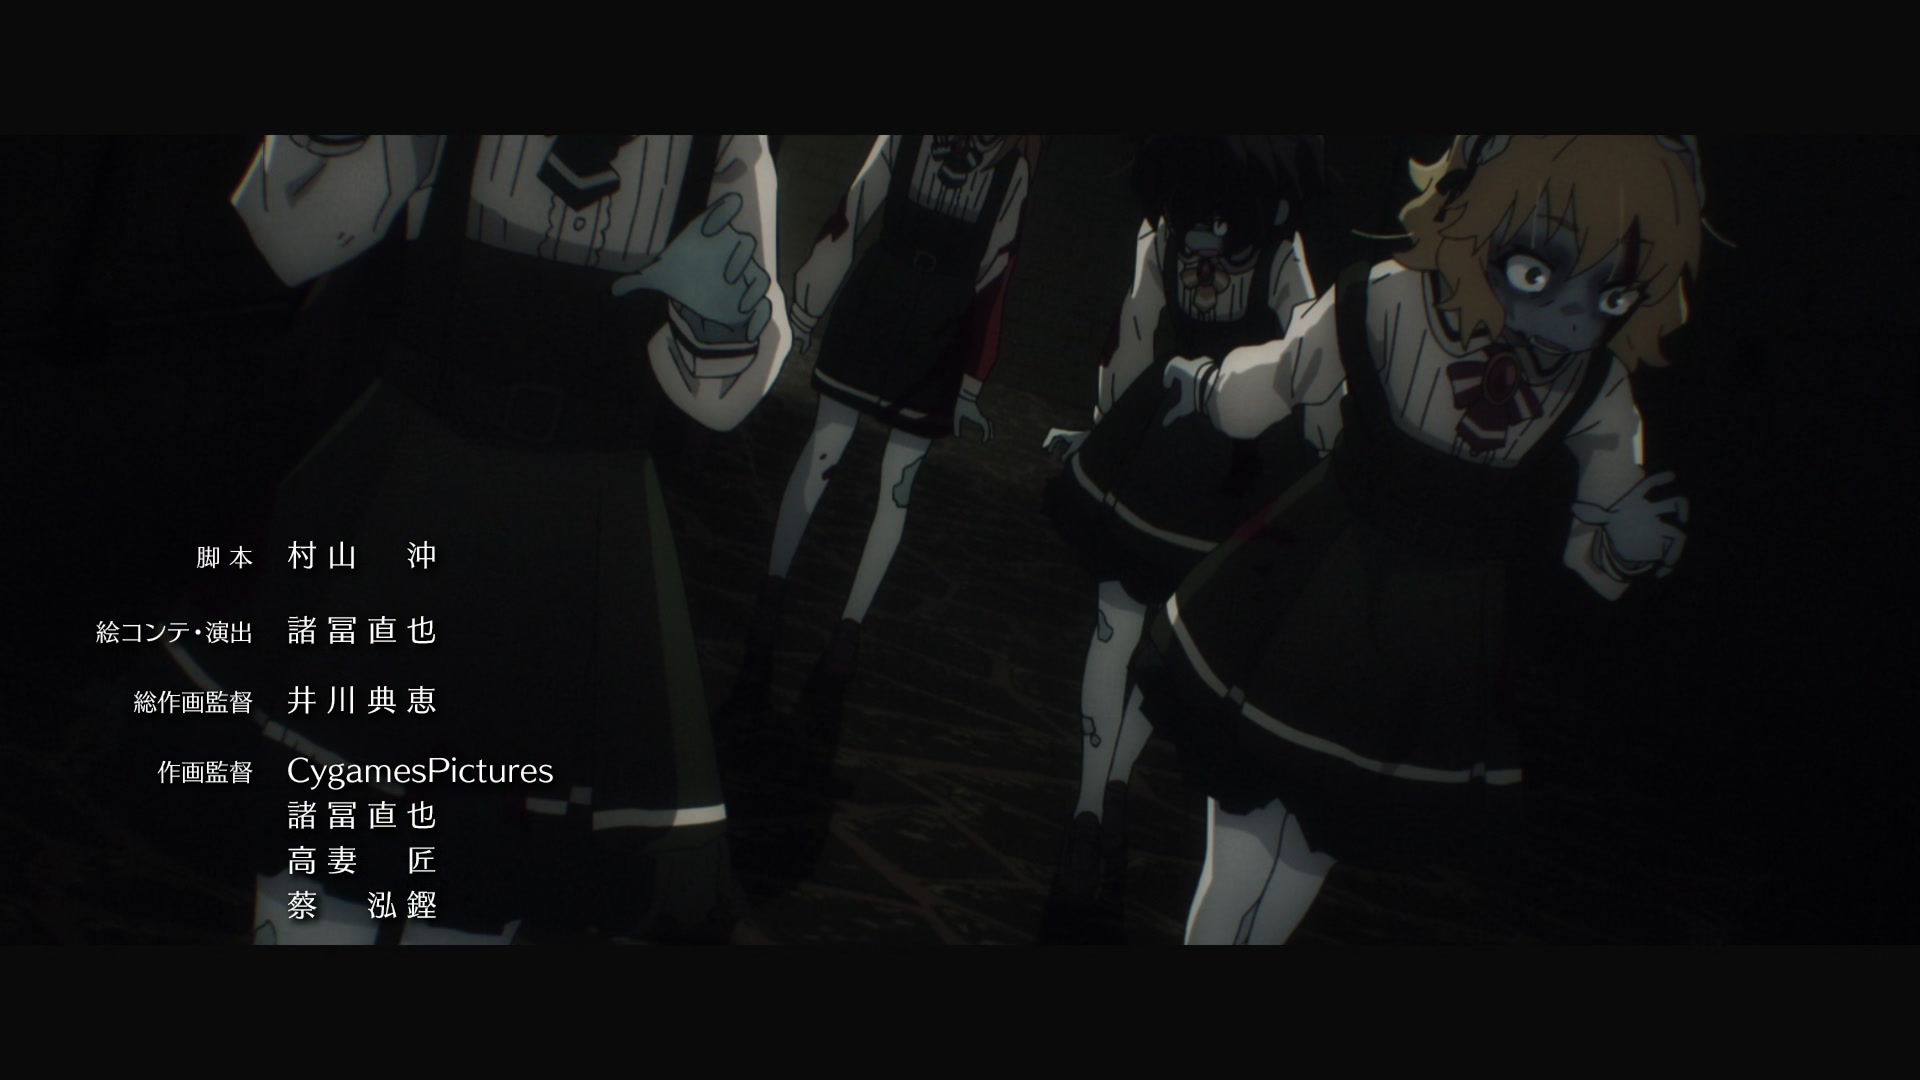 脚本 村山 沖
絵コンテ・演出 諸冨直也
総作画監督 井川典恵
作画監督 CygamesPictures
諸冨直也
高妻 匠
蔡 泓鏗